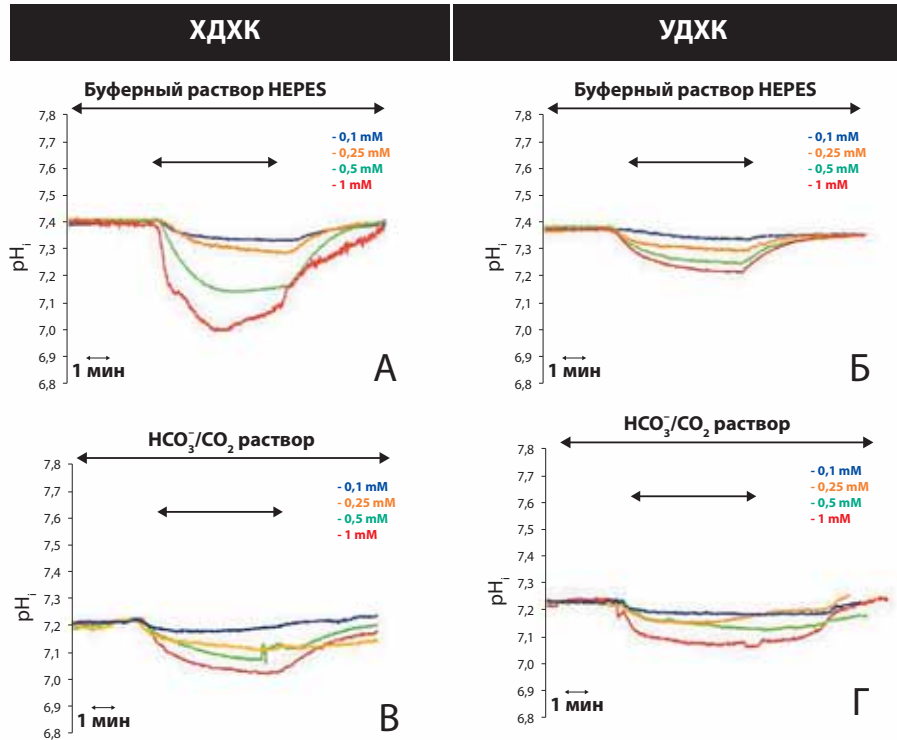 ХДХК
УДХК
Буферный раствор HEPES
7,8
7,7
7,6
7,5
7,4
7,3
7,2
7,1
7,0
6,9
6,8
pHi
- 0,1 mM
- 0,25 mM
- 0,5 mM
- 1 mM
1 мин
А
Буферный раствор HEPES
7,8
7,7
7,6
7,5
7,4
7,3
7,2
7,1
7,0
6,9
6,8
pHi
- 0,1 mM
- 0,25 mM
- 0,5 mM
- 1 mM
1 мин
Б
HCO₃⁻/CO₂ раствор
7,8
7,7
7,6
7,5
7,4
7,3
7,2
7,1
7,0
6,9
6,8
pHi
- 0,1 mM
- 0,25 mM
- 0,5 mM
- 1 mM
1 мин
В
HCO₃⁻/CO₂ раствор
7,8
7,7
7,6
7,5
7,4
7,3
7,2
7,1
7,0
6,9
6,8
pHi
- 0,1 mM
- 0,25 mM
- 0,5 mM
- 1 mM
1 мин
Г